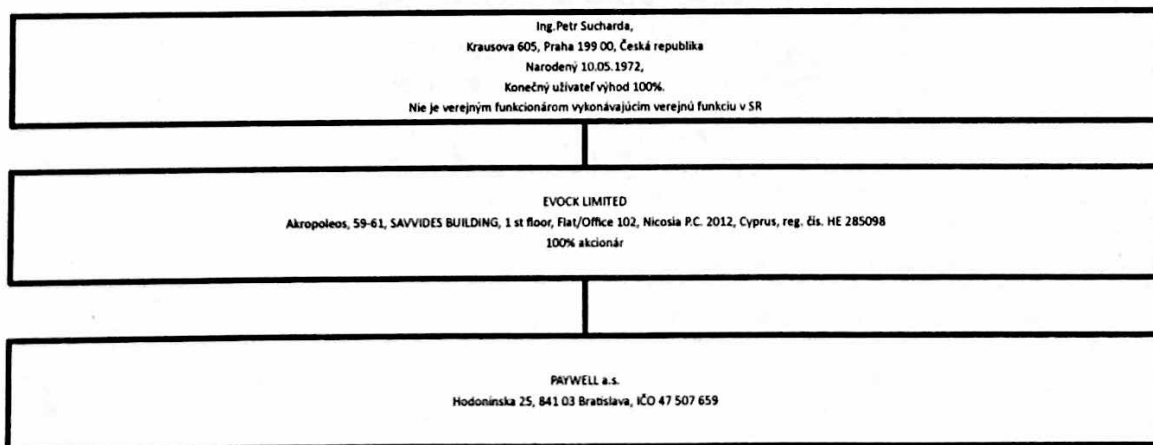 Ing.Petr Sucharda,
Krausova 605, Praha 199 00, Česká republika
Narodený 10.05.1972,
Konečný užívateľ výhod 100%.
Nie je verejným funkcionárom vykonávajúcim verejnú funkciu v SR
EVOCK LIMITED
Akropoleos, 59-61, SAVVIDES BUILDING, 1 st floor, Flat/Office 102, Nicosia P.C. 2012, Cyprus, reg. čis. HE 285098
100% akcionár
PAYWELL a.s.
Hodonínska 25, 841 03 Bratislava, IČO 47 507 659